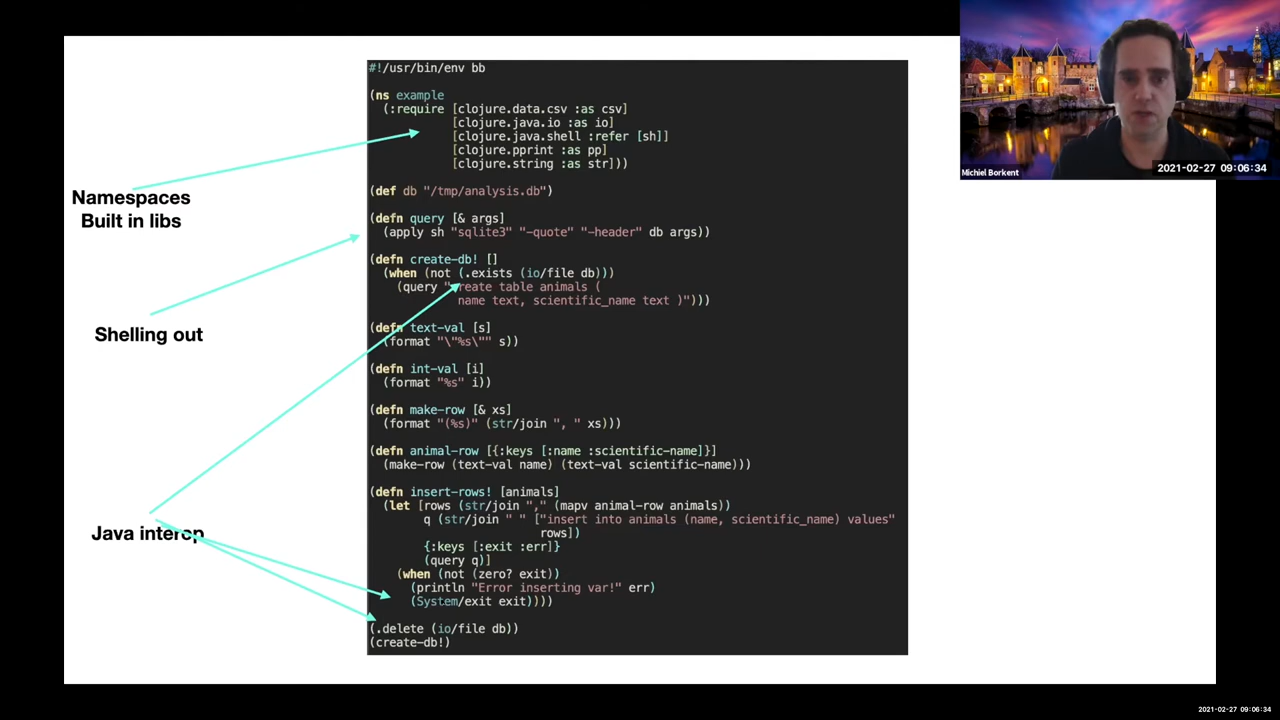 #!/usr/bin/env bb
(ns example
(:require [clojure.data.csv :as csv]
[clojure.java.io :as io]
[clojure.java.shell :refer [sh]]
[clojure.pprint :as pp]
[clojure.string :as str]))
(def db "/tmp/analysis.db")
(defn query [& args]
(apply sh "sqlite3" "-quote" "-header" db args))
(defn create-db! []
(when (not (.exists (io/file db)))
(query "create table animals (
name text, scientific_name text )")))
(defn text-val [s]
(format "\"%s\"" s))
(defn int-val [i]
(format "%s" i))
(defn make-row [& xs]
(format "(%s)" (str/join ", " xs)))
(defn animal-row [{:keys [:name :scientific-name]}]
(make-row (text-val name) (text-val scientific-name)))
(defn insert-rows! [animals]
(let [rows (str/join "," (mapv animal-row animals))
q (str/join " " ["insert into animals (name, scientific_name) values"
rows])
{:keys [:exit :err]}
(query q)]
(when (not (zero? exit))
(println "Error inserting var!" err)
(System/exit exit))))
(.delete (io/file db))
(create-db!)
Namespaces
Built in libs
Shelling out
Java interop
Michiel Borkent
2021-02-27 09:06:34
2021-02-27 09:06:34